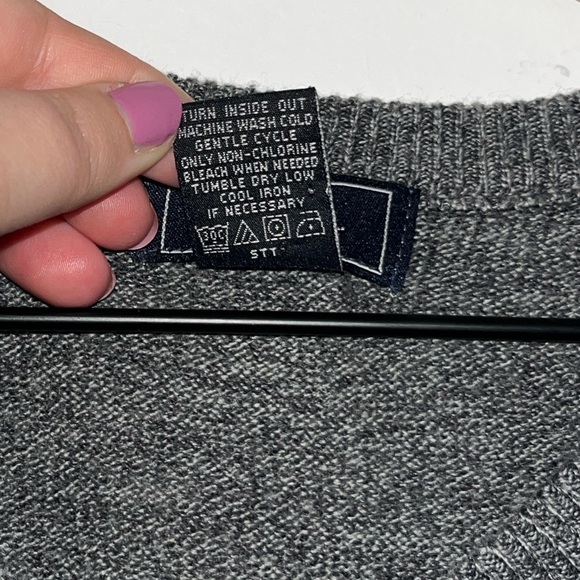 TURN INSIDE OUT
MACHINE WASH COLD
GENTLE CYCLE
ONLY NON-CHLORINE
BLEACH WHEN NEEDED
TUMBLE DRY LOW
COOL IRON
IF NECESSARY
30C
STT